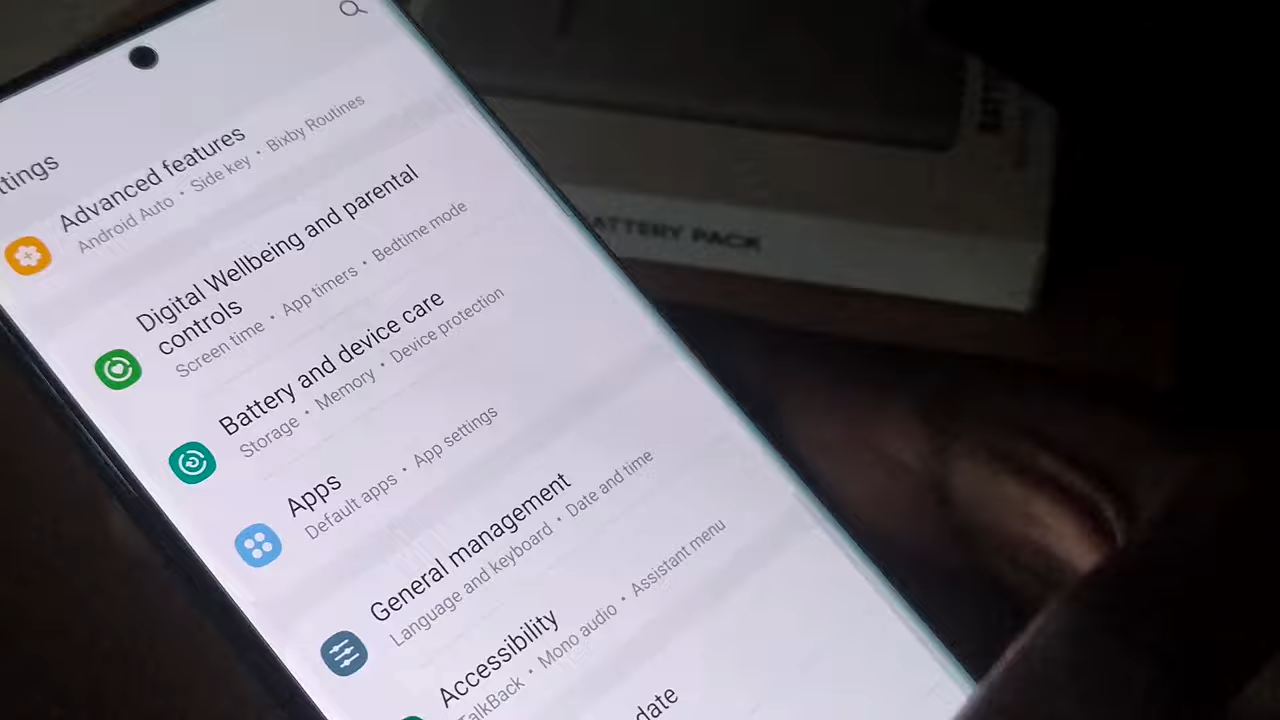 ttings
Advanced features
Android Auto • Side key • Bixby Routines
Digital Wellbeing and parental
controls
Screen time • App timers • Bedtime mode
Battery and device care
Storage • Memory • Device protection
Apps
Default apps • App settings
General management
Language and keyboard • Date and time
Accessibility
TalkBack • Mono audio • Assistant menu
date
BATTERY PACK